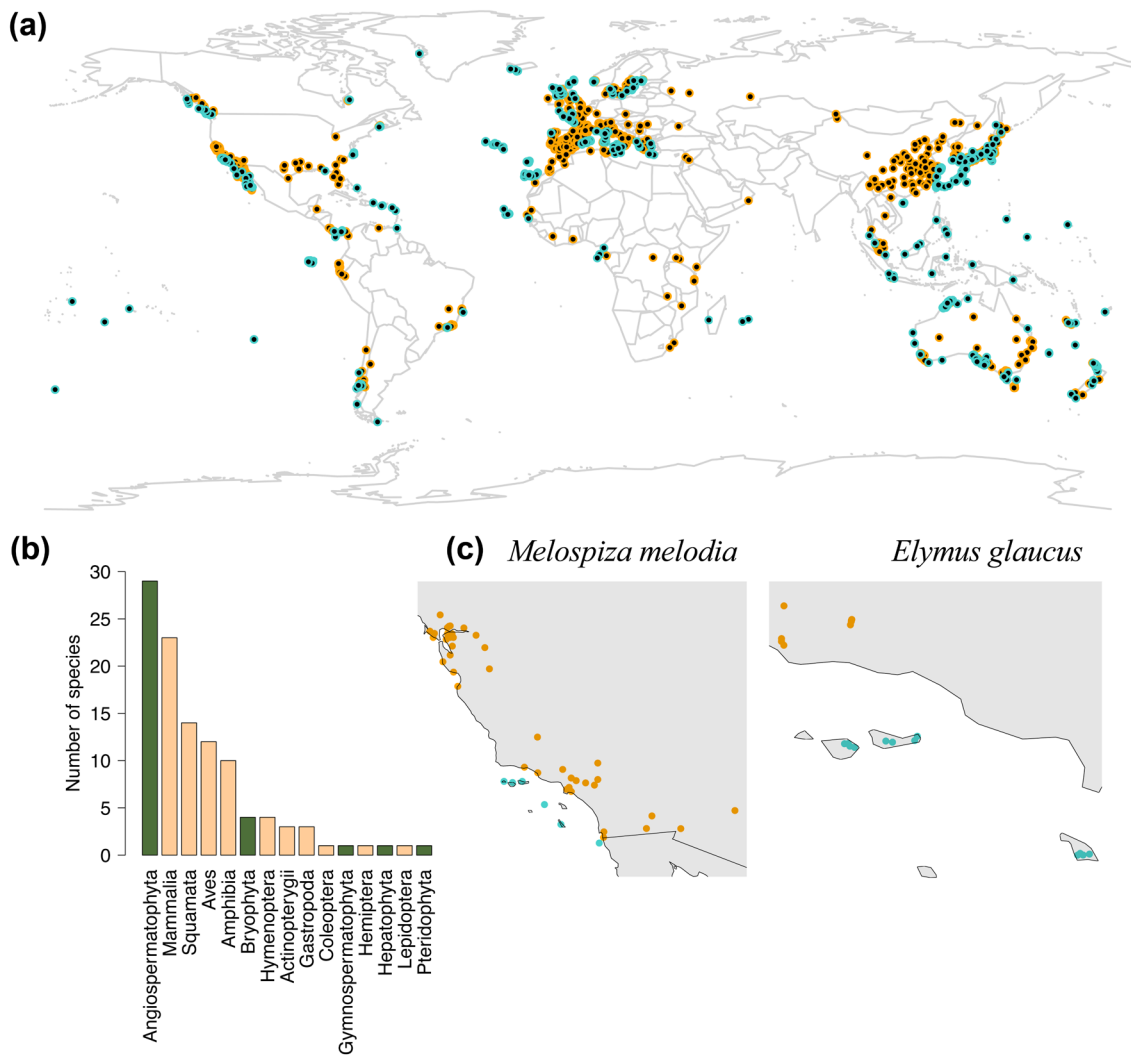 (a)
(b)
(c) Melospiza melodia
Elymus glaucus
Number of species
30
25
20
15
10
5
0
Angiospermatophyta
Mammalia
Squamata
Aves
Amphibia
Bryophyta
Hymenoptera
Actinopterygii
Gastropoda
Coleoptera
Gymnospermatophyta
Hemiptera
Hepatophyta
Lepidoptera
Pteridophyta